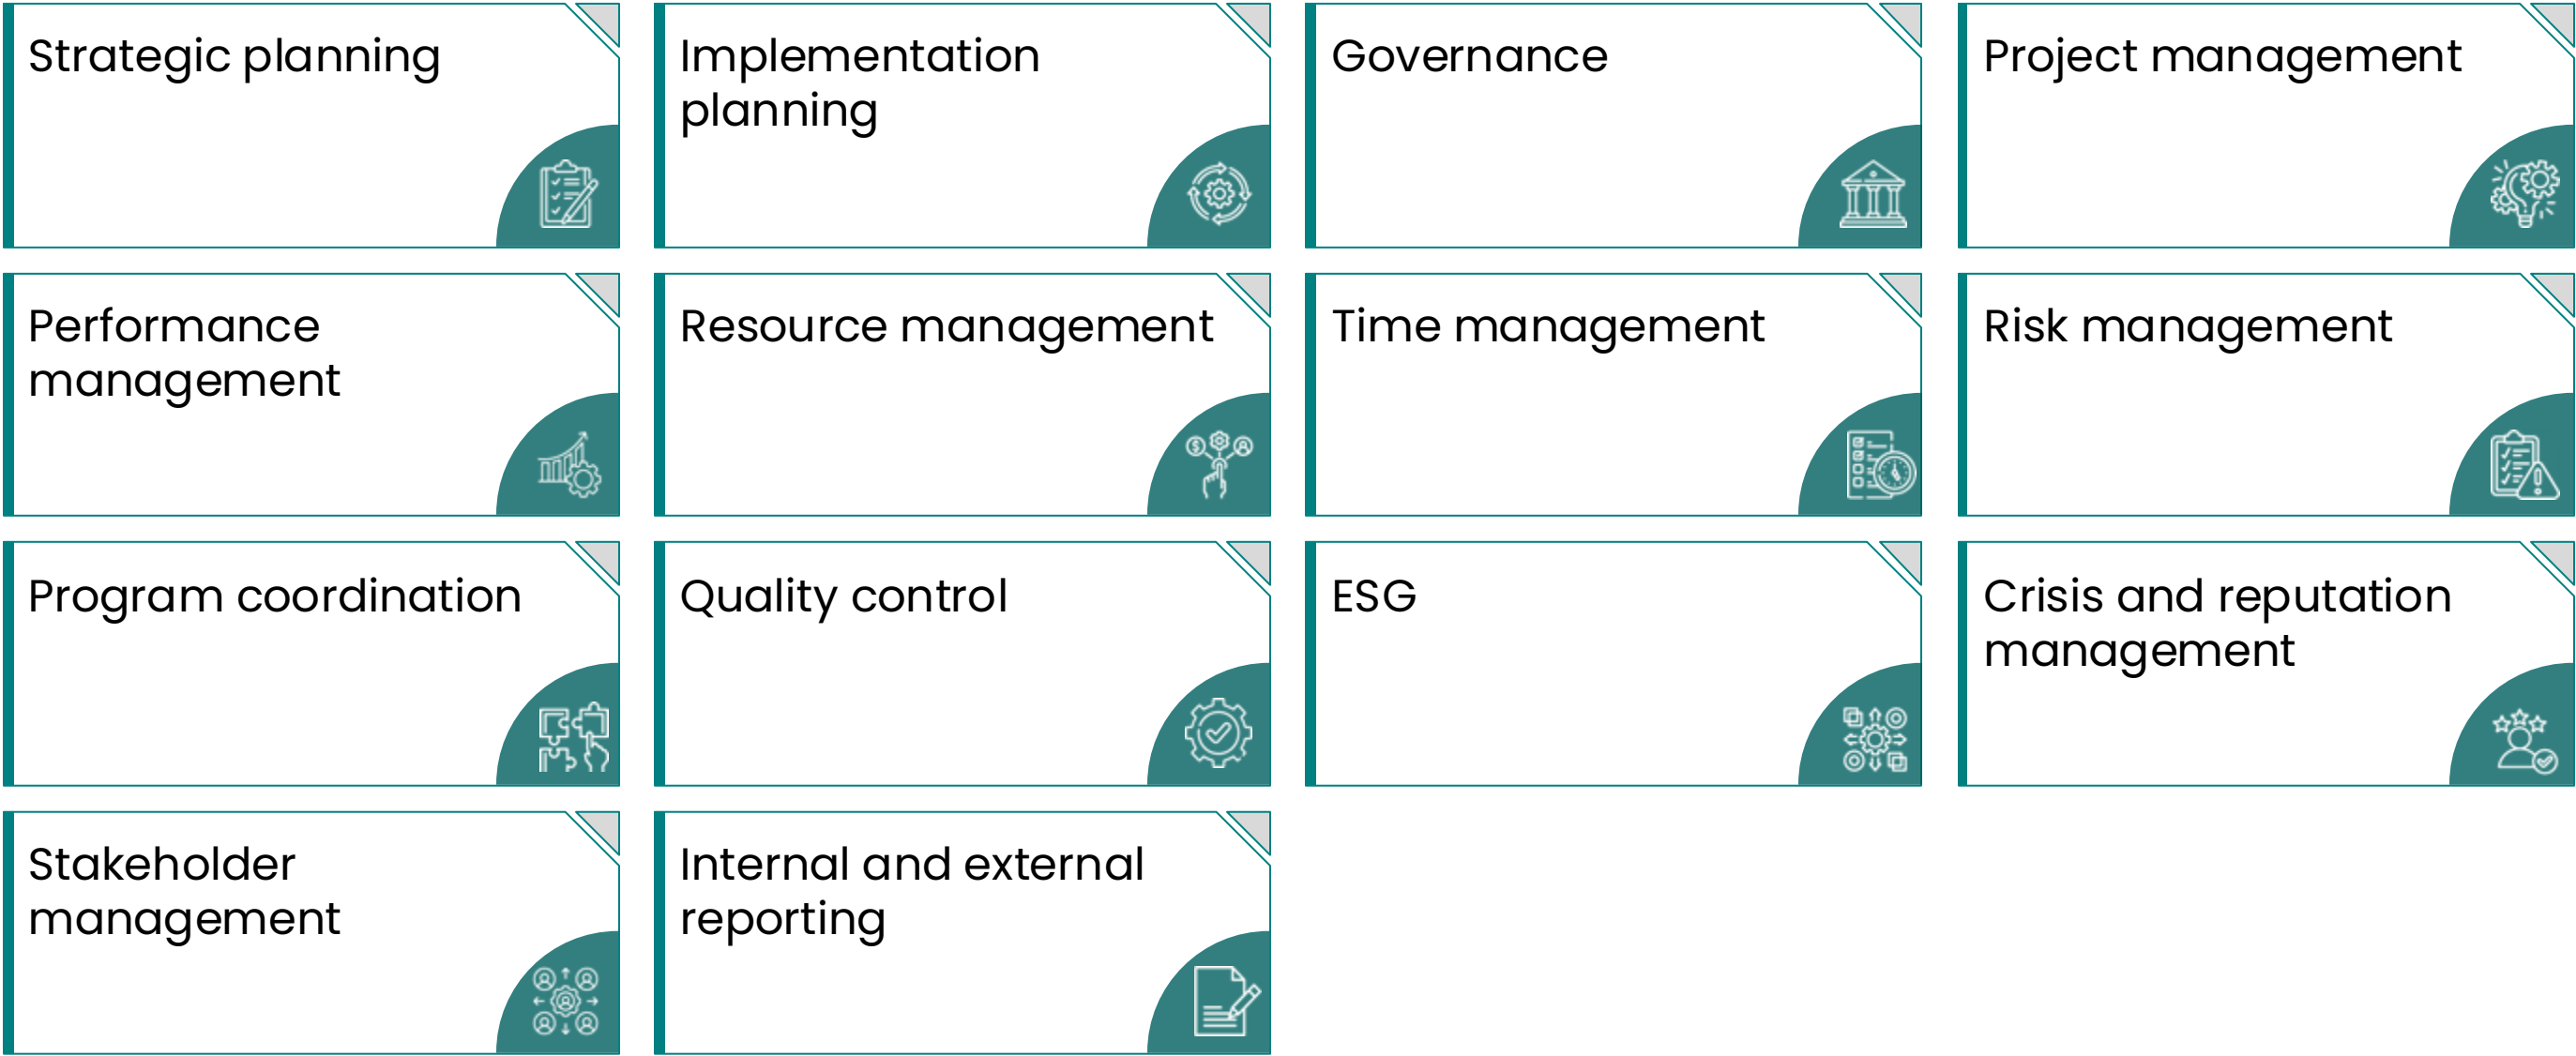 Strategic planning
Implementation
planning
Governance
Project management
Performance
management
Resource management
Time management
Risk management
Program coordination
Quality control
ESG
Crisis and reputation
management
Stakeholder
management
Internal and external
reporting